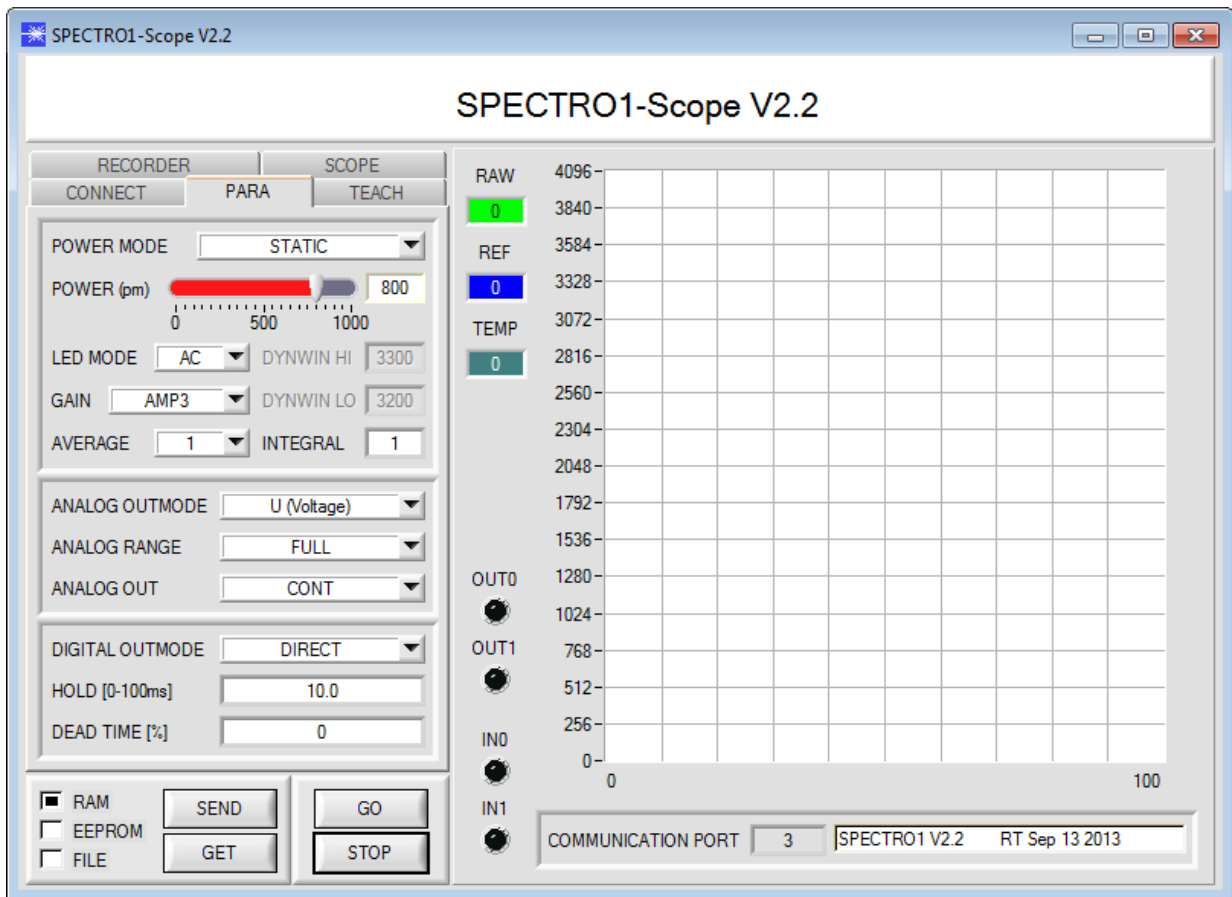 SPECTRO1-Scope V2.2
SPECTRO1-Scope V2.2
RECORDER SCOPE
CONNECT PARA TEACH
POWER MODE STATIC
POWER (pm) 800
0 500 1000
LED MODE AC DYNWIN HI 3300
GAIN AMP3 DYNWIN LO 3200
AVERAGE 1 INTEGRAL 1
ANALOG OUTMODE U (Voltage)
ANALOG RANGE FULL
ANALOG OUT CONT
DIGITAL OUTMODE DIRECT
HOLD [0-100ms] 10.0
DEAD TIME [%] 0
RAM
EEPROM
FILE
SEND
GET
GO
STOP
RAW
0
REF
0
TEMP
0
OUT0
OUT1
IN0
IN1
4096
3840
3584
3328
3072
2816
2560
2304
2048
1792
1536
1280
1024
768
512
256
0
0 100
COMMUNICATION PORT 3 SPECTRO1 V2.2 RT Sep 13 2013